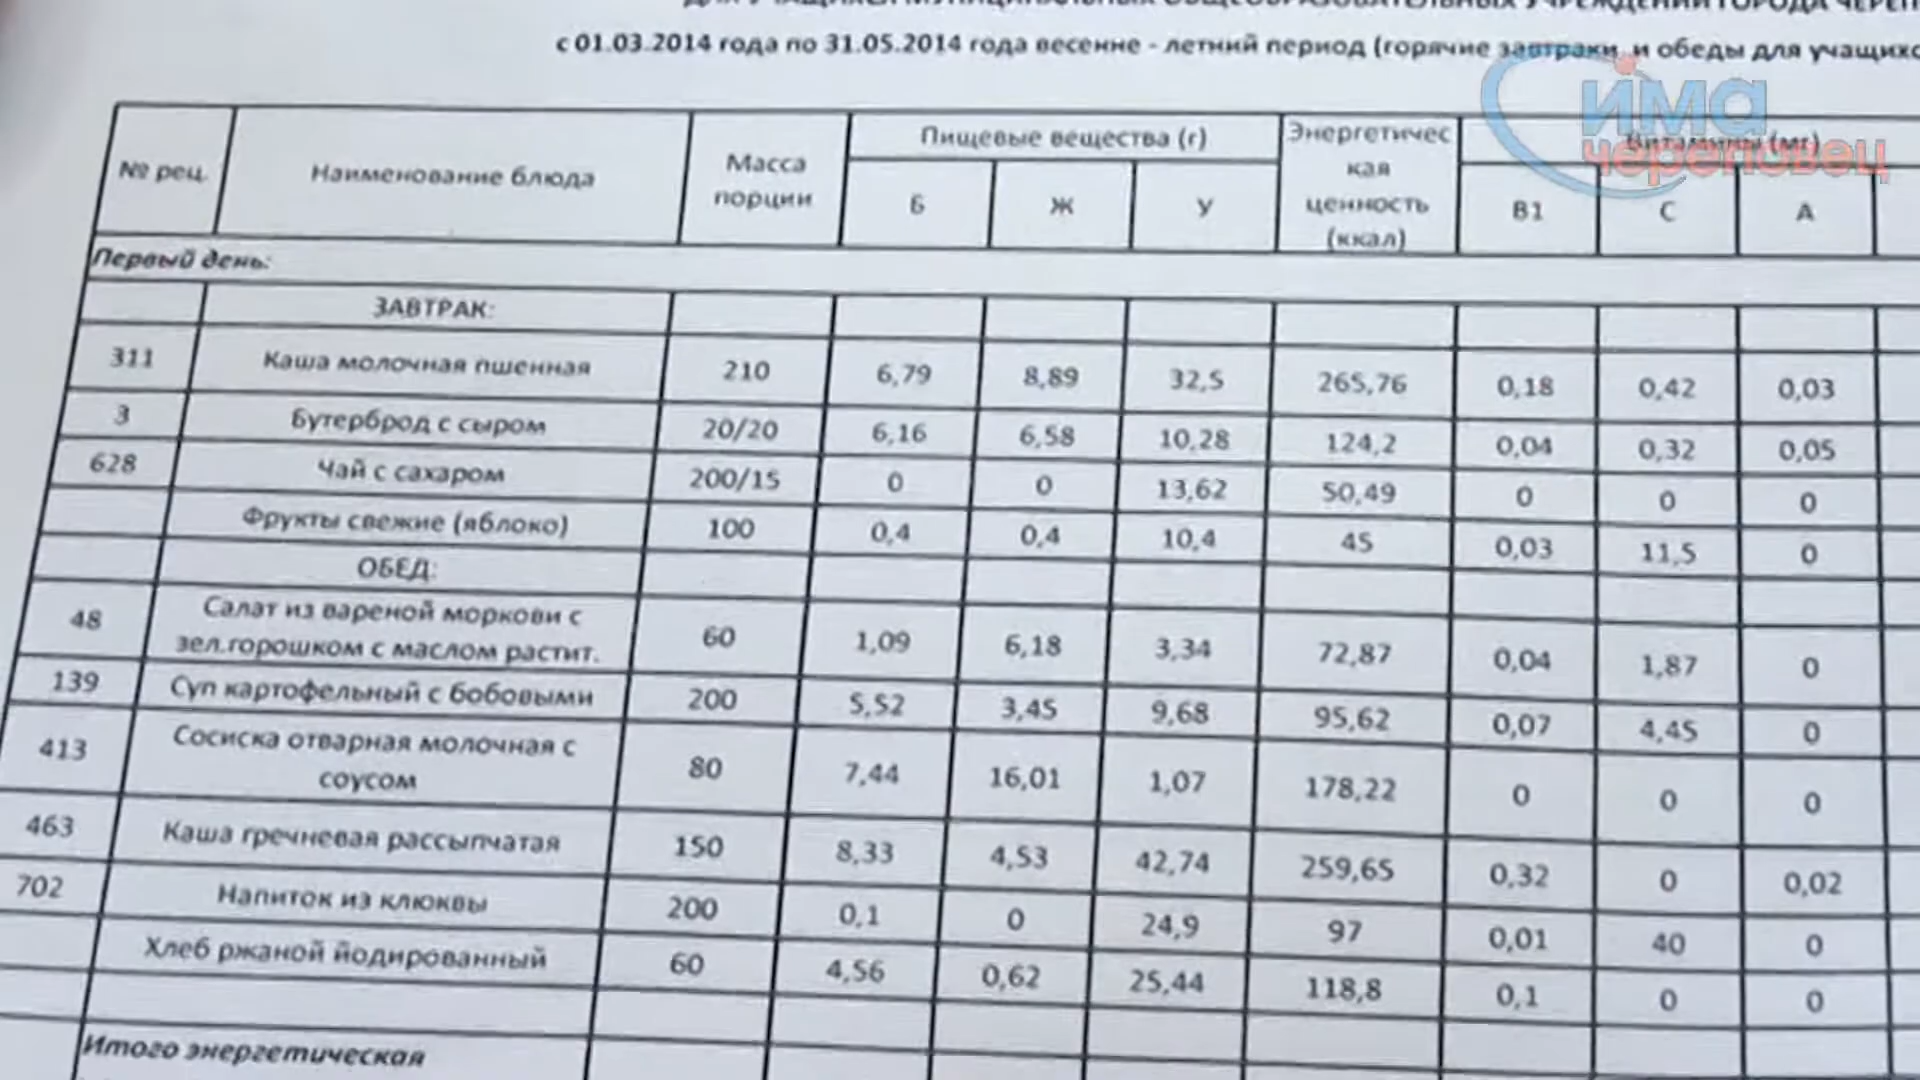 ДЛЯ УЧАЩИХСЯ МУНИЦИПАЛЬНЫХ ОБЩЕОБРАЗОВАТЕЛЬНЫХ УЧРЕЖДЕНИЙ ГОРОДА
с 01.03.2014 года по 31.05.2014 года весенне - летний период (горячие завтраки и обеды для
има
череповец
№ рец. Наименование блюда Масса порции Пищевые вещества (г) Энергетичес кая ценность (ккал) Витамины (мг)
Б Ж У В1 С А
Первый день:
ЗАВТРАК:
311 Каша молочная пшенная 210 6,79 8,89 32,5 265,76 0,18 0,42 0,03
3 Бутерброд с сыром 20/20 6,16 6,58 10,28 124,2 0,04 0,32 0,05
628 Чай с сахаром 200/15 0 0 13,62 50,49 0 0 0
Фрукты свежие (яблоко) 100 0,4 0,4 10,4 45 0,03 11,5 0
ОБЕД:
48 Салат из вареной моркови с зел.горошком с маслом растит. 60 1,09 6,18 3,34 72,87 0,04 1,87 0
139 Суп картофельный с бобовыми 200 5,52 3,45 9,68 95,62 0,07 4,45 0
413 Сосиска отварная молочная с соусом 80 7,44 16,01 1,07 178,22 0 0 0
463 Каша гречневая рассыпчатая 150 8,33 4,53 42,74 259,65 0,32 0 0,02
702 Напиток из клюквы 200 0,1 0 24,9 97 0,01 40 0
Хлеб ржаной йодированный 60 4,56 0,62 25,44 118,8 0,1 0 0
Итого энергетическая